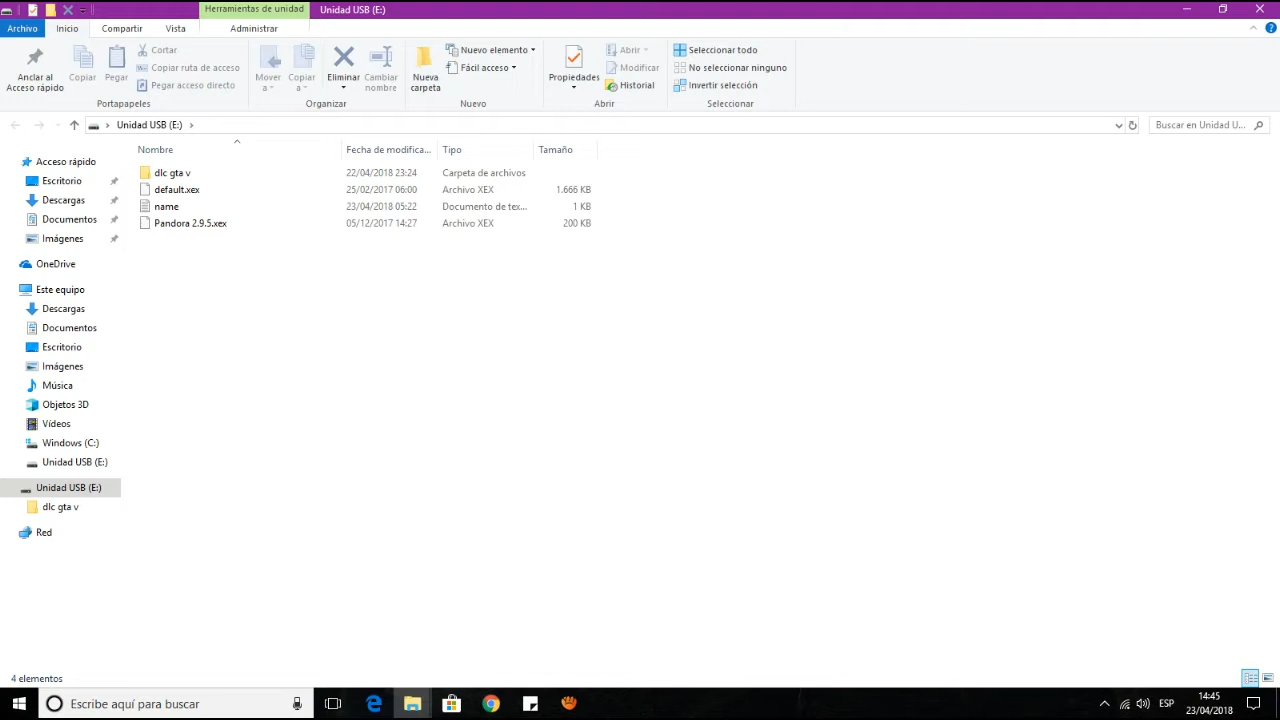 Herramientas de unidad
Unidad USB (E:)
Archivo
Inicio
Compartir
Vista
Administrar
Anclar al
Acceso rápido
Copiar
Pegar
Cortar
Copiar ruta de acceso
Pegar acceso directo
Portapapeles
Mover
a
Copiar
a
Eliminar
Cambiar
nombre
Organizar
Nueva
carpeta
Nuevo elemento
Fácil acceso
Nuevo
Propiedades
Abrir
Modificar
Historial
Abrir
Seleccionar todo
No seleccionar ninguno
Invertir selección
Seleccionar
Unidad USB (E:)
Buscar en Unidad U...
Nombre
Fecha de modifica...
Tipo
Tamaño
dlc gta v
22/04/2018 23:24
Carpeta de archivos
default.xex
25/02/2017 06:00
Archivo XEX
1.666 KB
name
23/04/2018 05:22
Documento de tex...
1 KB
Pandora 2.9.5.xex
05/12/2017 14:27
Archivo XEX
200 KB
Acceso rápido
Escritorio
Descargas
Documentos
Imágenes
OneDrive
Este equipo
Descargas
Documentos
Escritorio
Imágenes
Música
Objetos 3D
Vídeos
Windows (C:)
Unidad USB (E:)
Unidad USB (E:)
dlc gta v
Red
4 elementos
Escribe aquí para buscar
ESP
14:45
23/04/2018